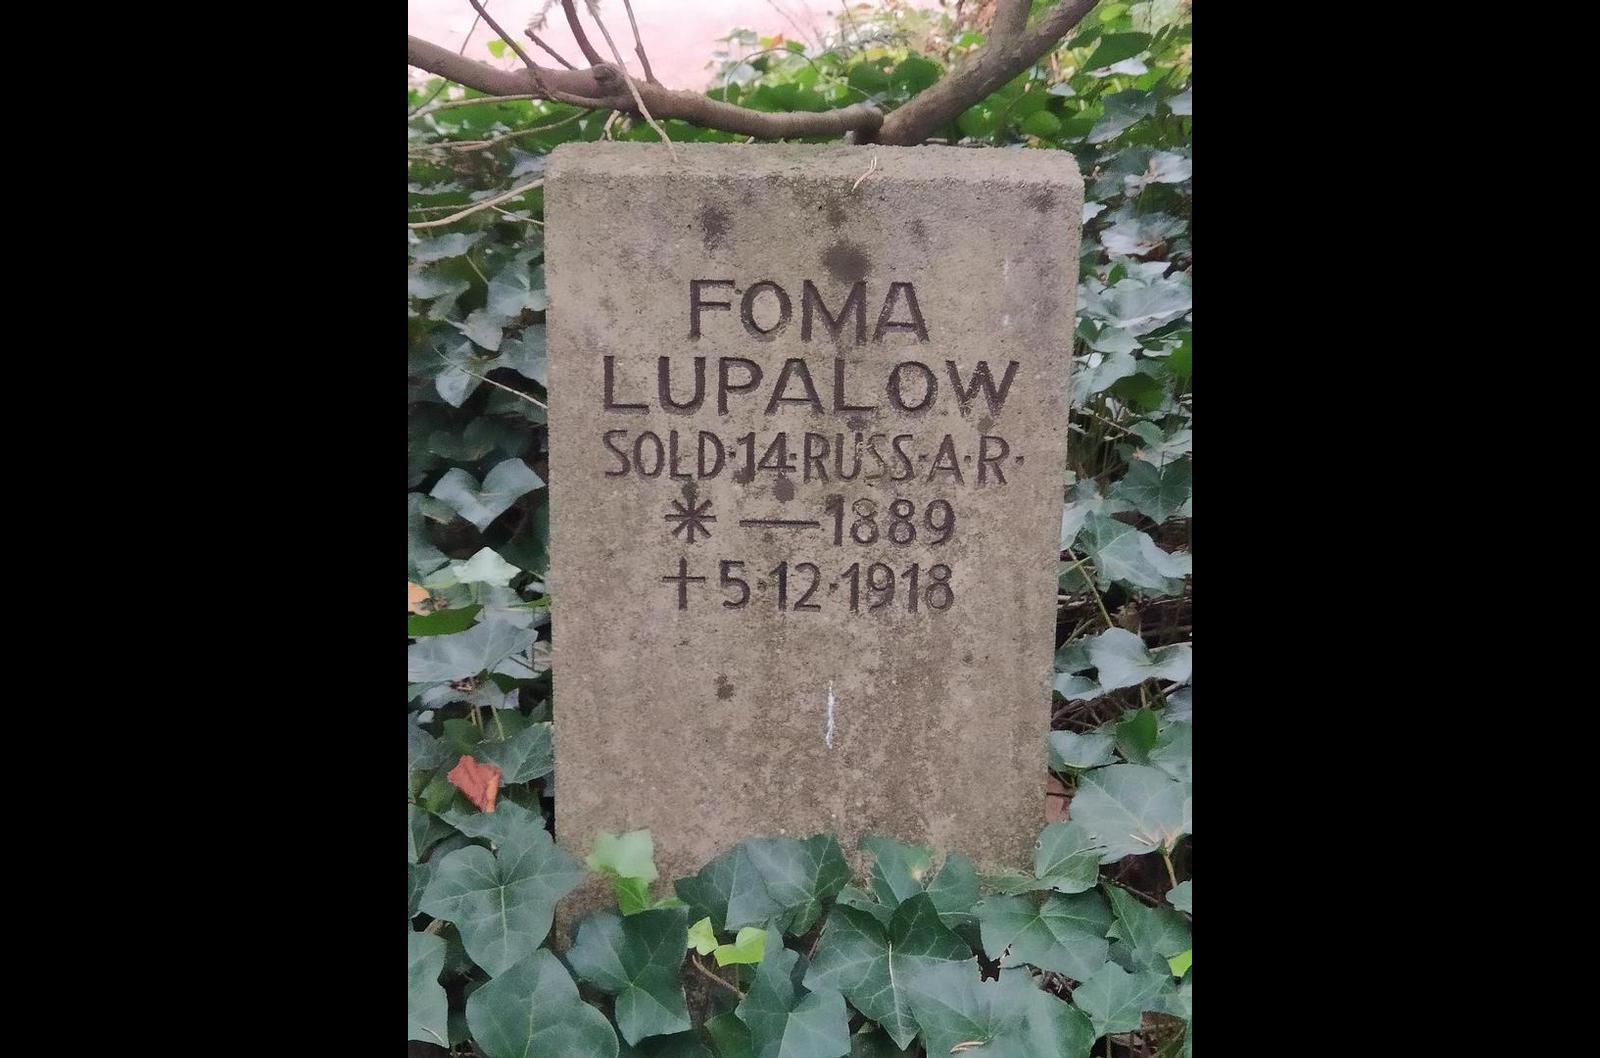 FOMA
LUPALOW
SOLD·14·RUSS·A·R·
* — 1889
† 5·12·1918